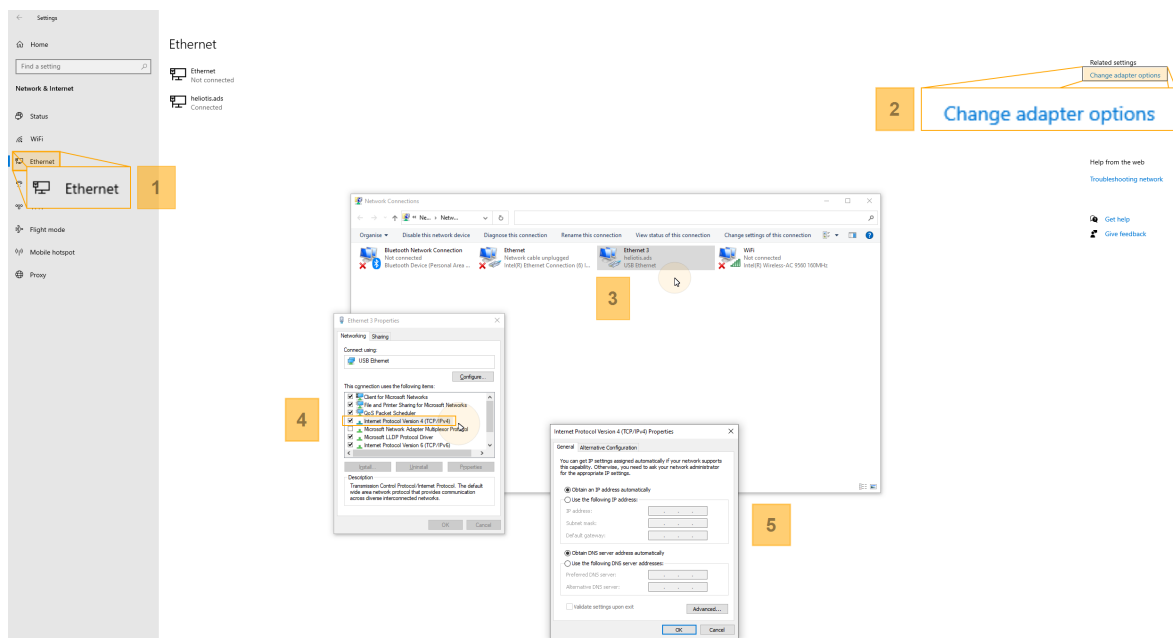 Settings
Home
Find a setting
Network & Internet
Status
WiFi
Ethernet
Ethernet
1
Flight mode
Mobile hotspot
Proxy
Ethernet
Ethernet
Not connected
heliotis.ads
Connected
Related settings
Change adapter options
2
Change adapter options
Help from the web
Troubleshooting network
Get help
Give feedback
Network Connections
« Ne... › Netw...
Organise Disable this network device Diagnose this connection Rename this connection View status of this connection Change settings of this connection
Bluetooth Network Connection
Not connected
Bluetooth Device (Personal Area ...
Ethernet
Network cable unplugged
Intel(R) Ethernet Connection (6) I...
Ethernet 3
heliotis.ads
USB Ethernet
WiFi
Not connected
Intel(R) Wireless-AC 9560 160MHz
3
Ethernet 3 Properties
Networking Sharing
Connect using:
USB Ethernet
Configure...
This connection uses the following items:
Client for Microsoft Networks
File and Printer Sharing for Microsoft Networks
QoS Packet Scheduler
Internet Protocol Version 4 (TCP/IPv4)
Microsoft Network Adapter Multiplexor Protocol
Microsoft LLDP Protocol Driver
Internet Protocol Version 6 (TCP/IPv6)
Install... Uninstall Properties
Description
Transmission Control Protocol/Internet Protocol. The default
wide area network protocol that provides communication
across diverse interconnected networks.
OK Cancel
4
Internet Protocol Version 4 (TCP/IPv4) Properties
General Alternative Configuration
You can get IP settings assigned automatically if your network supports
this capability. Otherwise, you need to ask your network administrator
for the appropriate IP settings.
Obtain an IP address automatically
Use the following IP address:
IP address:
Subnet mask:
Default gateway:
Obtain DNS server address automatically
Use the following DNS server addresses:
Preferred DNS server:
Alternative DNS server:
Validate settings upon exit
Advanced...
OK Cancel
5